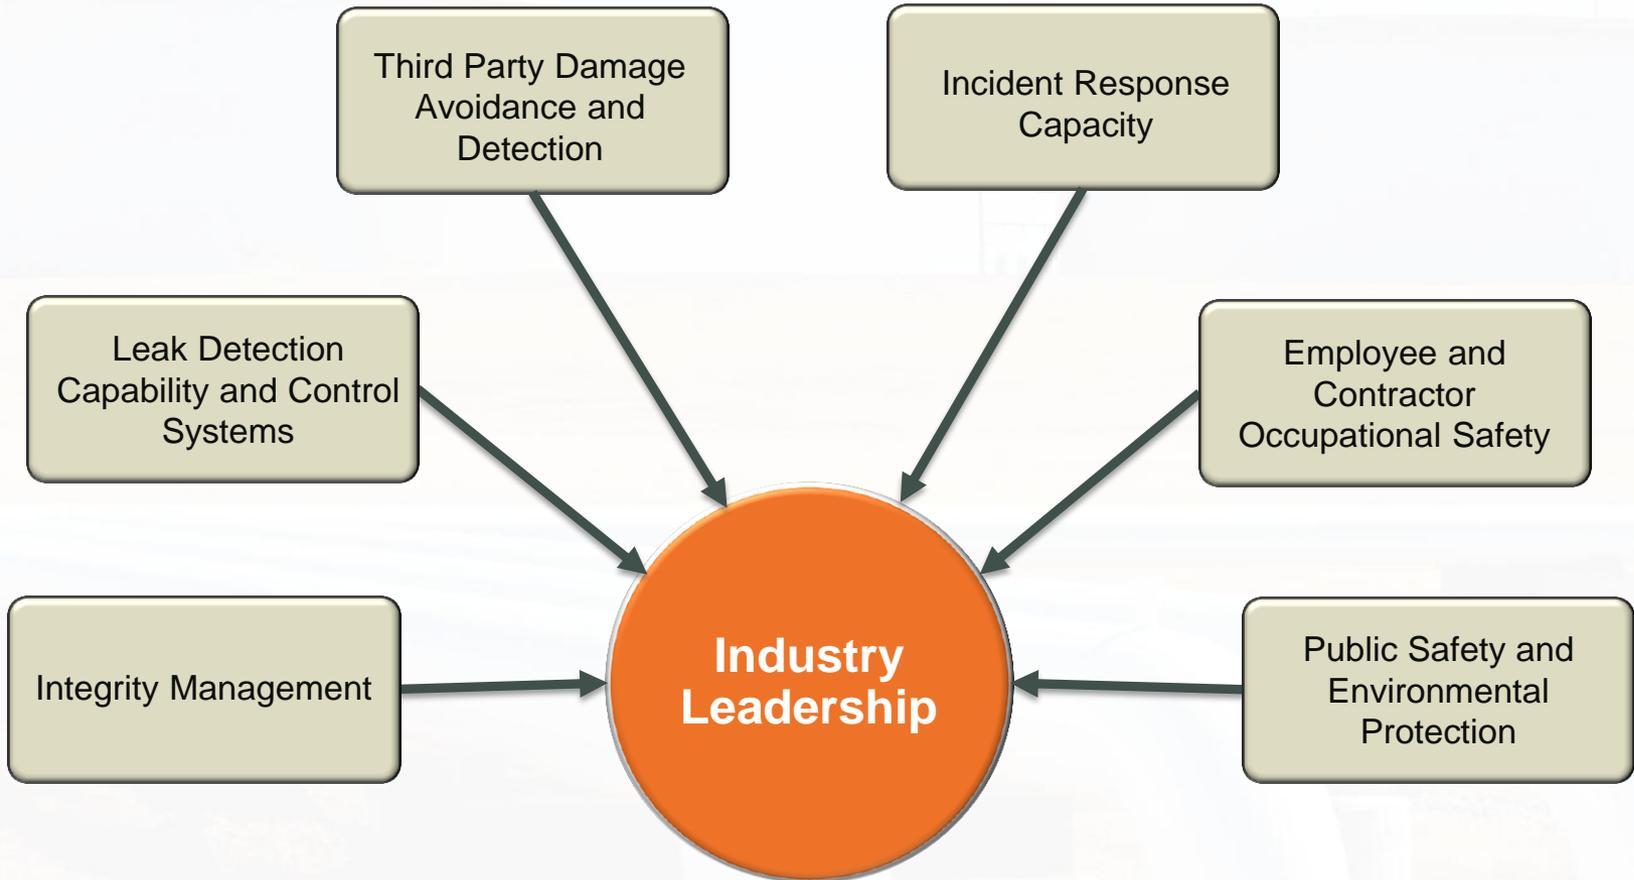 Third Party Damage
Avoidance and
Detection
Incident Response
Capacity
Leak Detection
Capability and Control
Systems
Employee and
Contractor
Occupational Safety
Integrity Management
Industry
Leadership
Public Safety and
Environmental
Protection